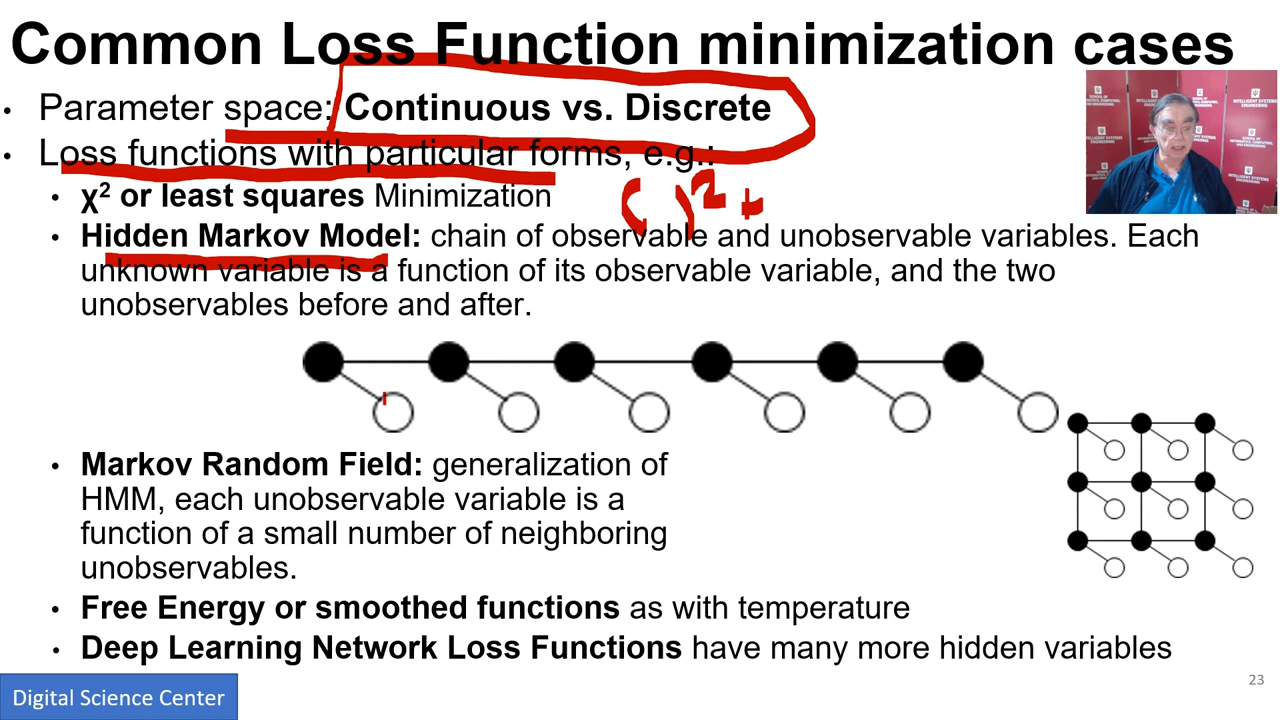 Common Loss Function minimization cases
• Parameter space: Continuous vs. Discrete
• Loss functions with particular forms, e.g.:
• χ² or least squares Minimization
( )² +
• Hidden Markov Model: chain of observable and unobservable variables. Each
unknown variable is a function of its observable variable, and the two
unobservables before and after.
• Markov Random Field: generalization of
HMM, each unobservable variable is a
function of a small number of neighboring
unobservables.
• Free Energy or smoothed functions as with temperature
• Deep Learning Network Loss Functions have many more hidden variables
Digital Science Center
23